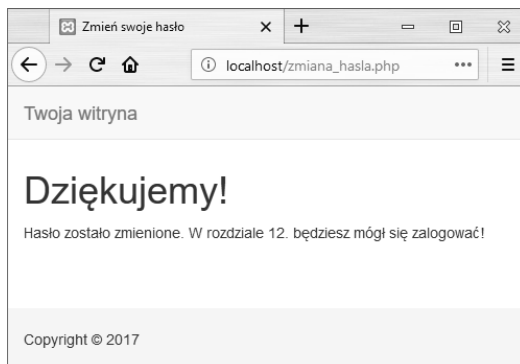 Zmień swoje hasło
localhost/zmiana_hasla.php
Twoja witryna
Dziękujemy!
Hasło zostało zmienione. W rozdziale 12. będziesz mógł się zalogować!
Copyright © 2017